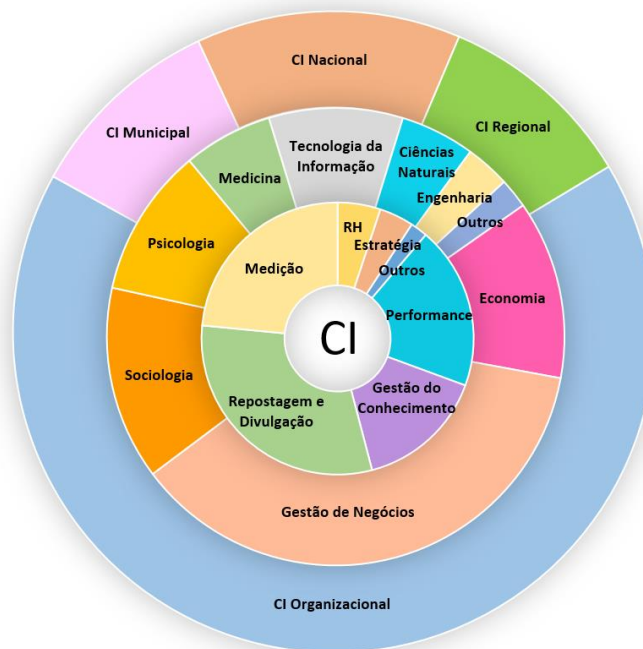 CI Nacional
CI Municipal
CI Regional
Tecnologia da
Informação
Ciências
Naturais
Medicina
Engenharia
Outros
Psicologia
RH
Estratégia
Outros
Medição
Economia
Performance
CI
Sociologia
Repostagem e
Divulgação
Gestão do
Conhecimento
Gestão de Negócios
CI Organizacional